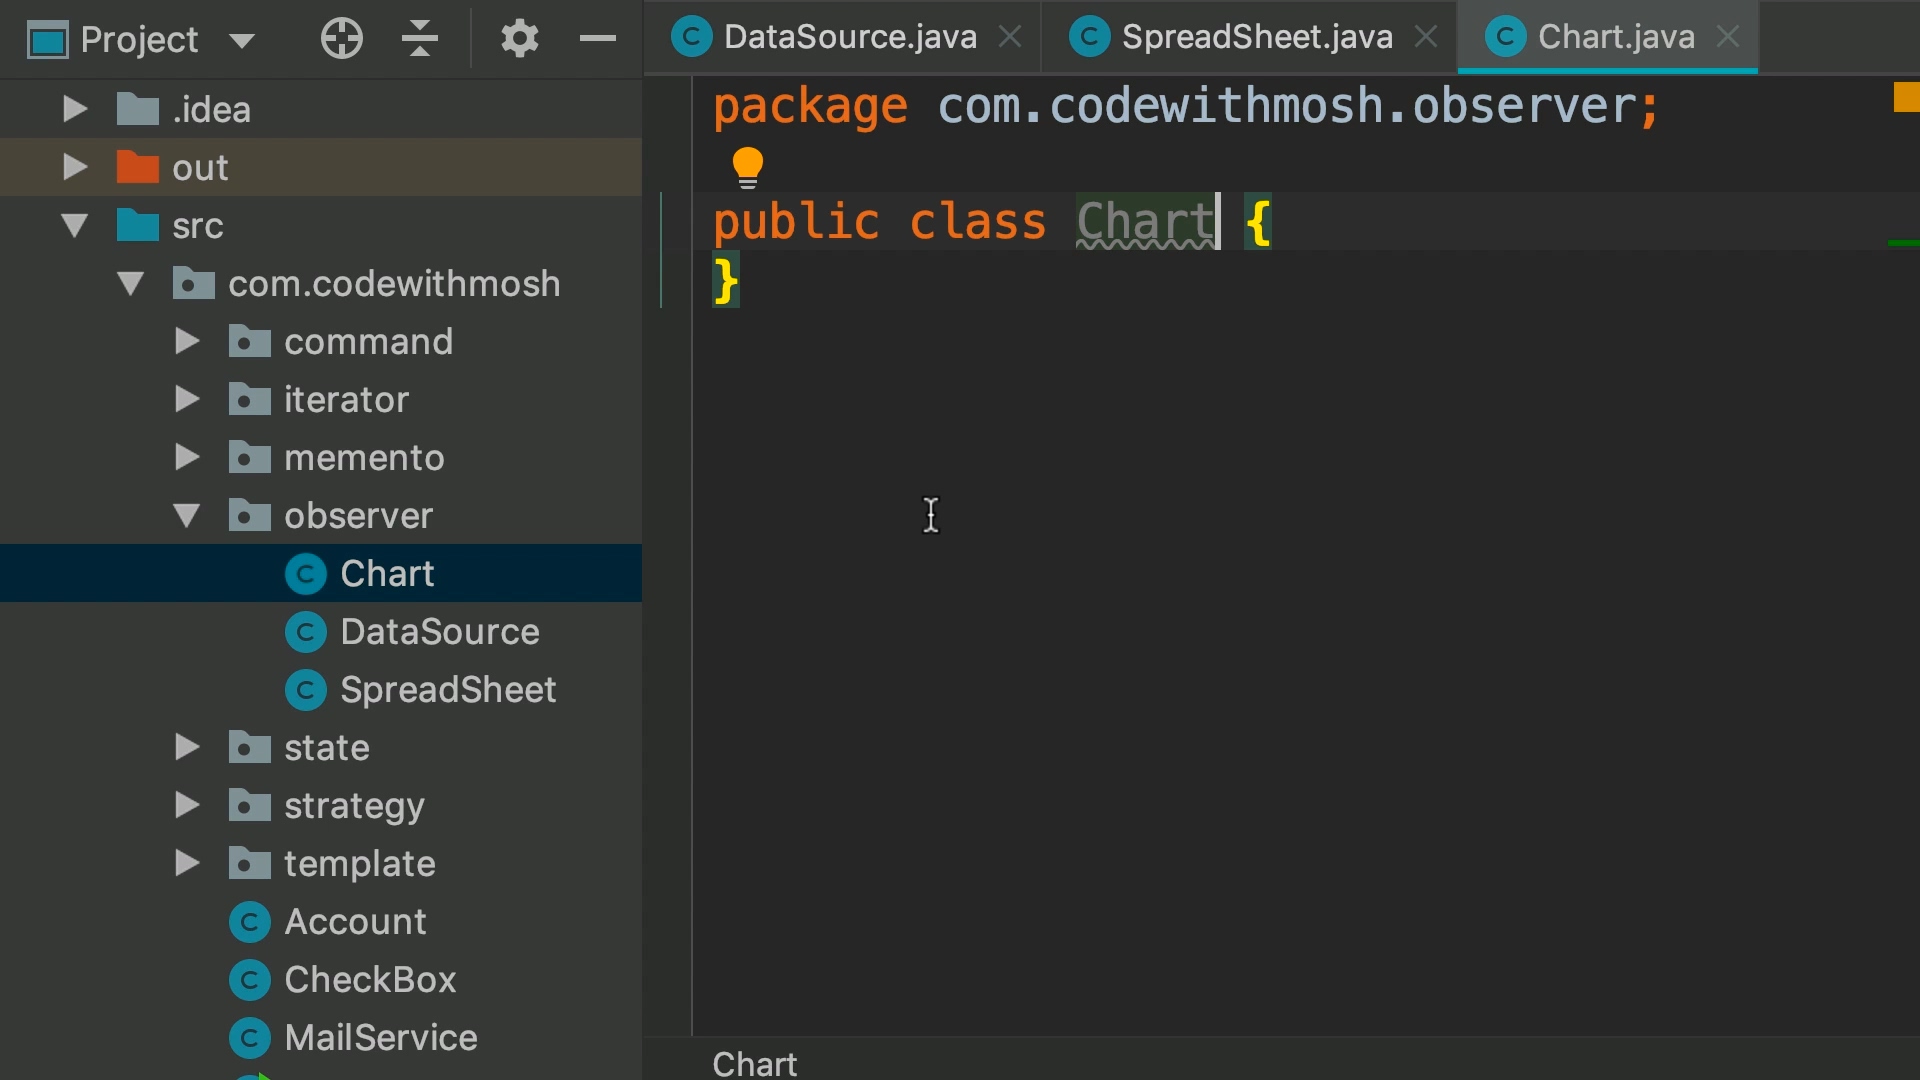 Project
.idea
out
src
com.codewithmosh
command
iterator
memento
observer
Chart
DataSource
SpreadSheet
state
strategy
template
Account
CheckBox
MailService
DataSource.java
SpreadSheet.java
Chart.java
package com.codewithmosh.observer;
public class Chart {
}
Chart